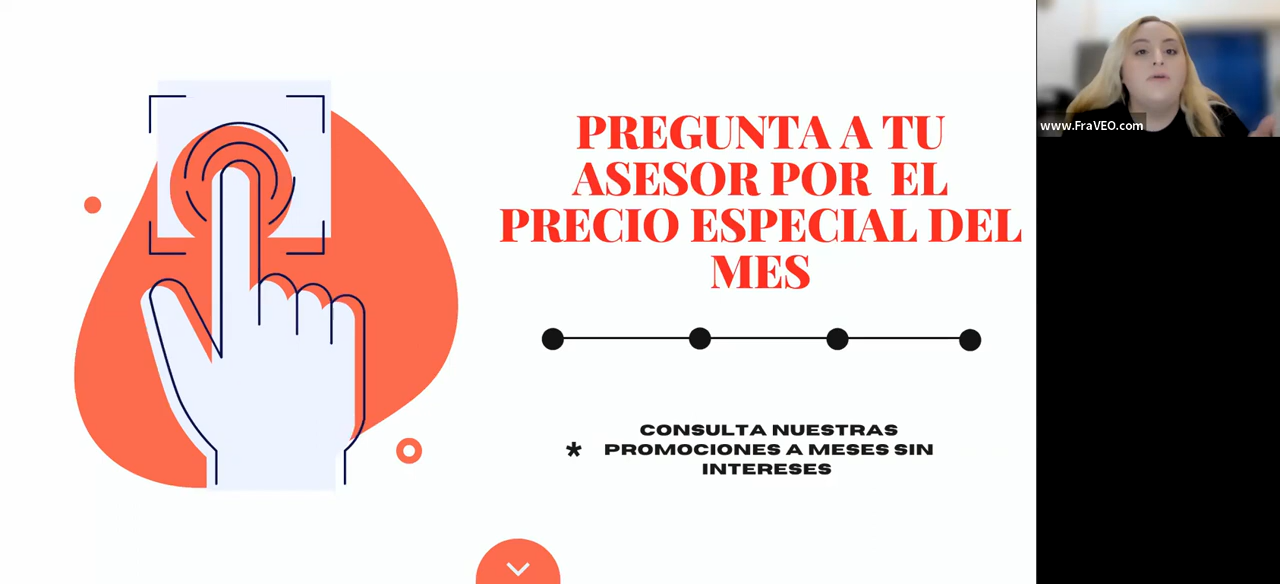 PREGUNTA A TU
ASESOR POR EL
PRECIO ESPECIAL DEL
MES
* CONSULTA NUESTRAS
PROMOCIONES A MESES SIN
INTERESES
www.FraVEO.com